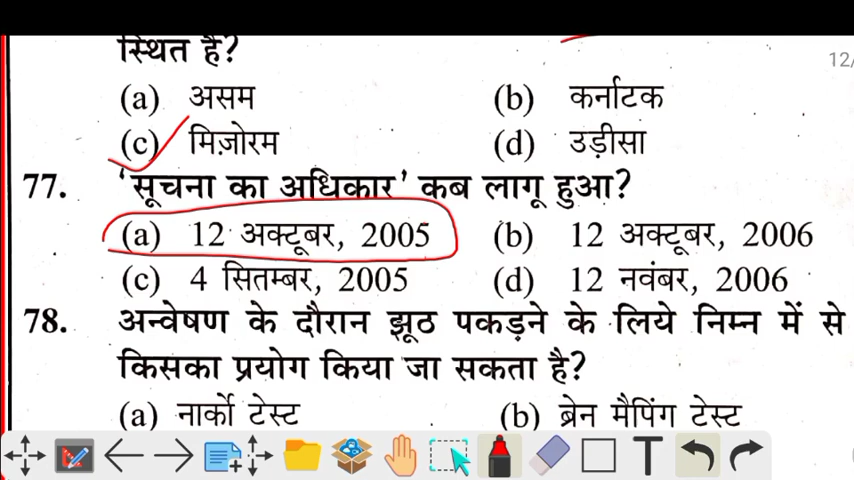 स्थित है?
12/
(a) असम (b) कर्नाटक
(c) मिज़ोरम (d) उड़ीसा
77. 'सूचना का अधिकार' कब लागू हुआ?
(a) 12 अक्टूबर, 2005 (b) 12 अक्टूबर, 2006
(c) 4 सितम्बर, 2005 (d) 12 नवंबर, 2006
78. अन्वेषण के दौरान झूठ पकड़ने के लिये निम्न में से
किसका प्रयोग किया जा सकता है?
(a) नार्को टेस्ट (b) ब्रेन मैपिंग टेस्ट
T